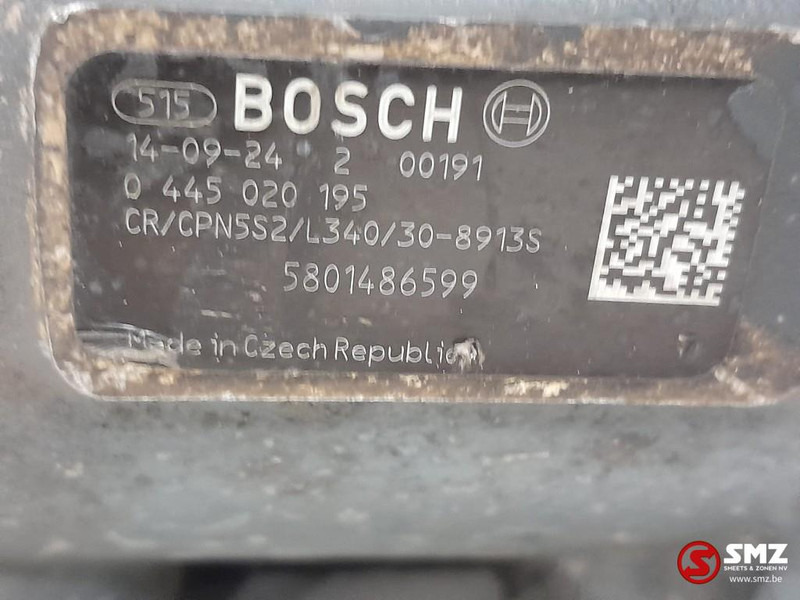 515 BOSCH
14-09-24 2 00191
0 445 020 195
CR/CPN5S2/L340/30-8913S
5801486599
Made in Czech Republic
SMZ
SMEETS & ZONEN NV
www.smz.be